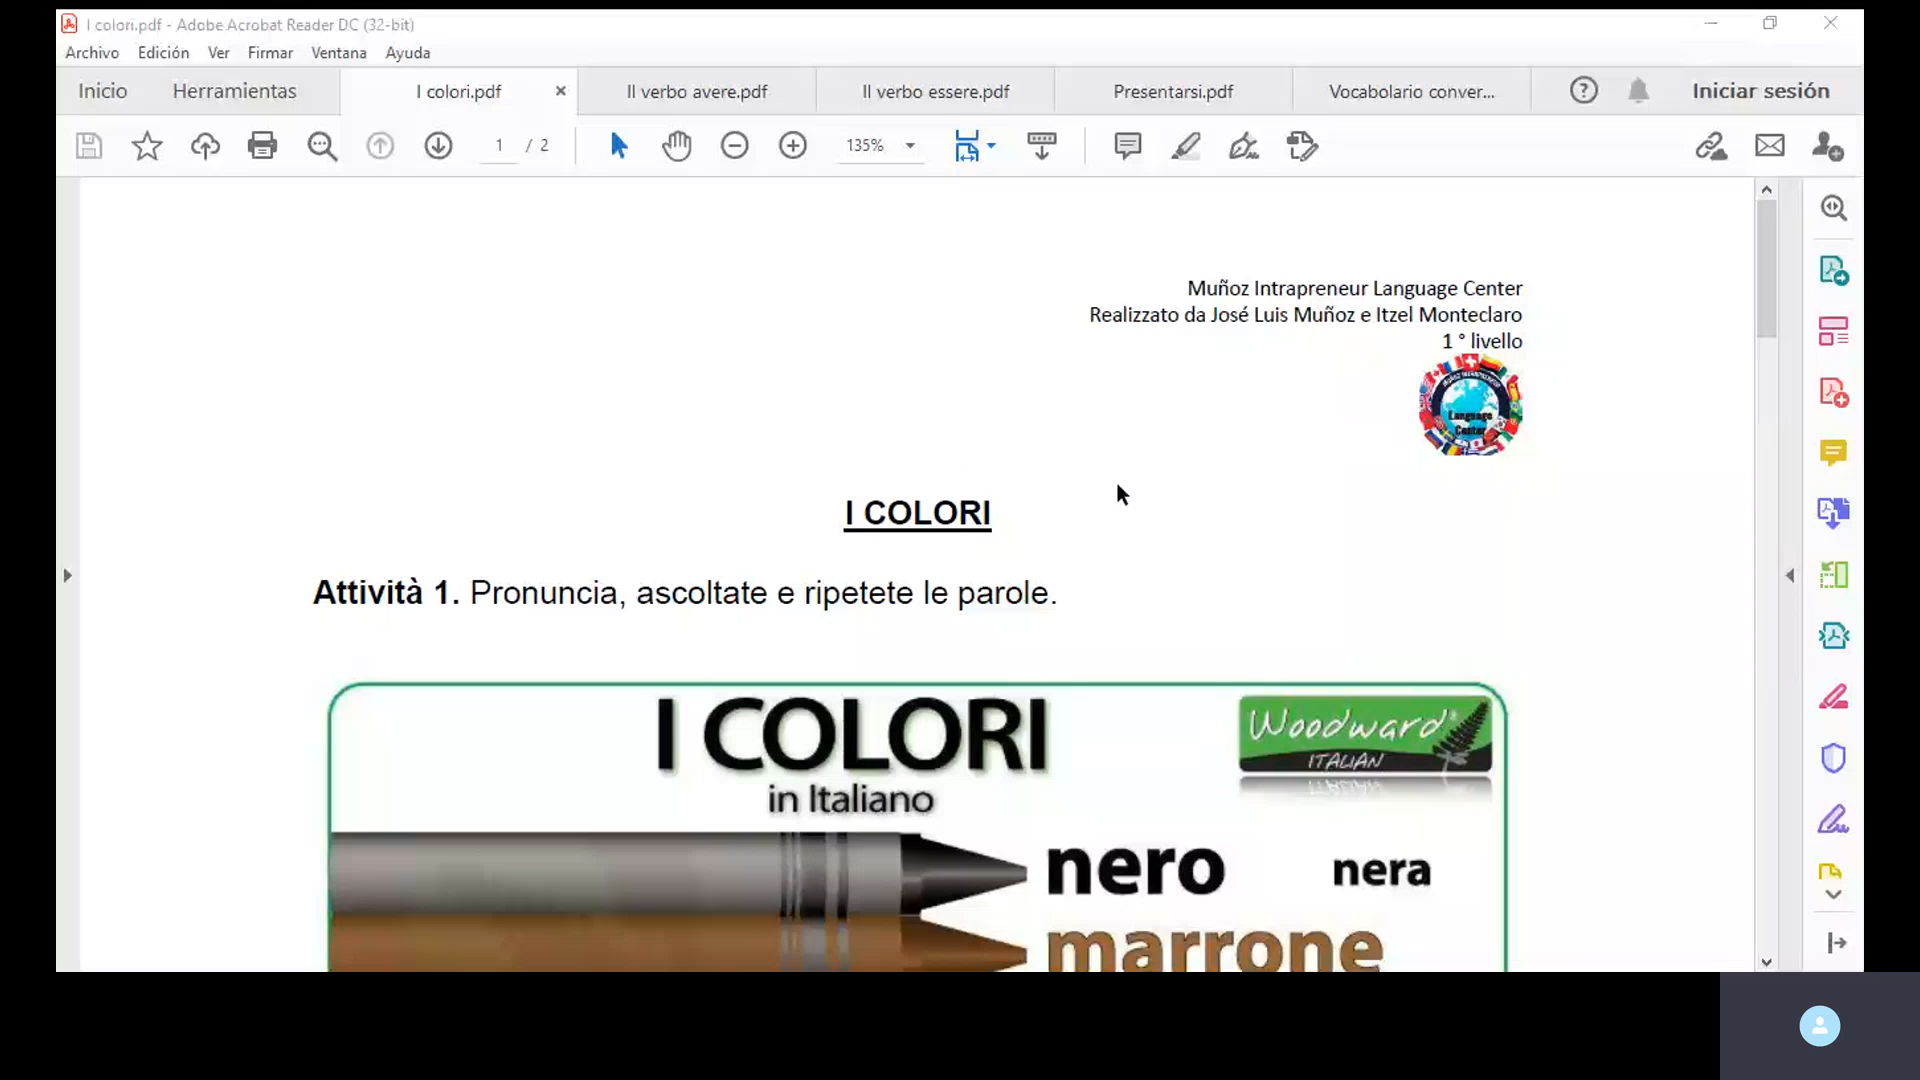 I colori.pdf - Adobe Acrobat Reader DC (32-bit)
Archivo Edición Ver Firmar Ventana Ayuda
Inicio Herramientas I colori.pdf Il verbo avere.pdf Il verbo essere.pdf Presentarsi.pdf Vocabolario conver... Iniciar sesión
1 / 2 135%
Muñoz Intrapreneur Language Center
Realizzato da José Luis Muñoz e Itzel Monteclaro
1 ° livello
Language
Center
I COLORI
Attività 1. Pronuncia, ascoltate e ripetete le parole.
I COLORI
in Italiano
Woodward®
ITALIAN
nero nera
marrone